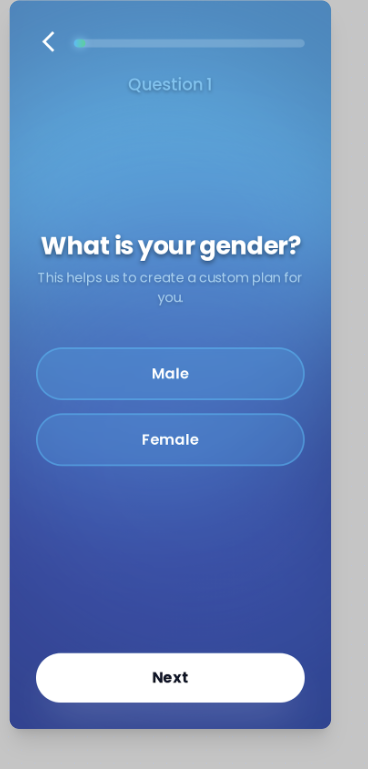 Question 1
What is your gender?
This helps us to create a custom plan for
you.
Male
Female
Next